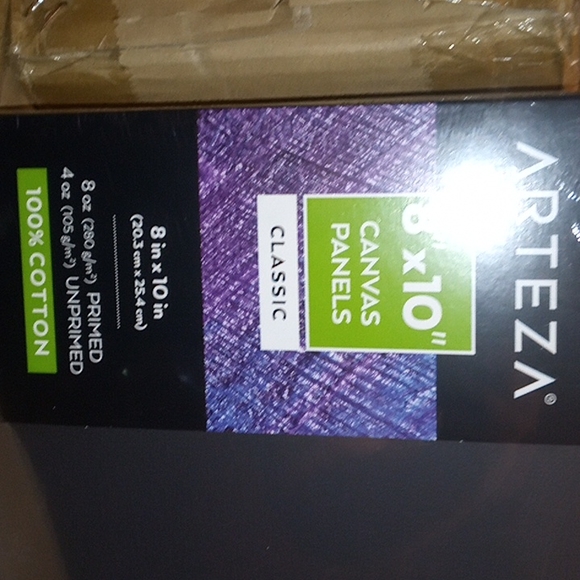 ARTEZA®
8" x10"
CANVAS
PANELS
CLASSIC
8 in x 10 in
(20.3 cm x 25.4 cm)
8 oz (280 g/m²) PRIMED
4 oz (105 g/m²) UNPRIMED
100% COTTON